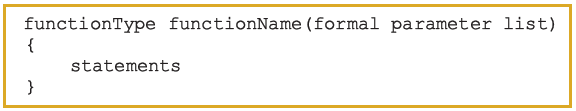 functionType functionName(formal parameter list)
{
statements
}